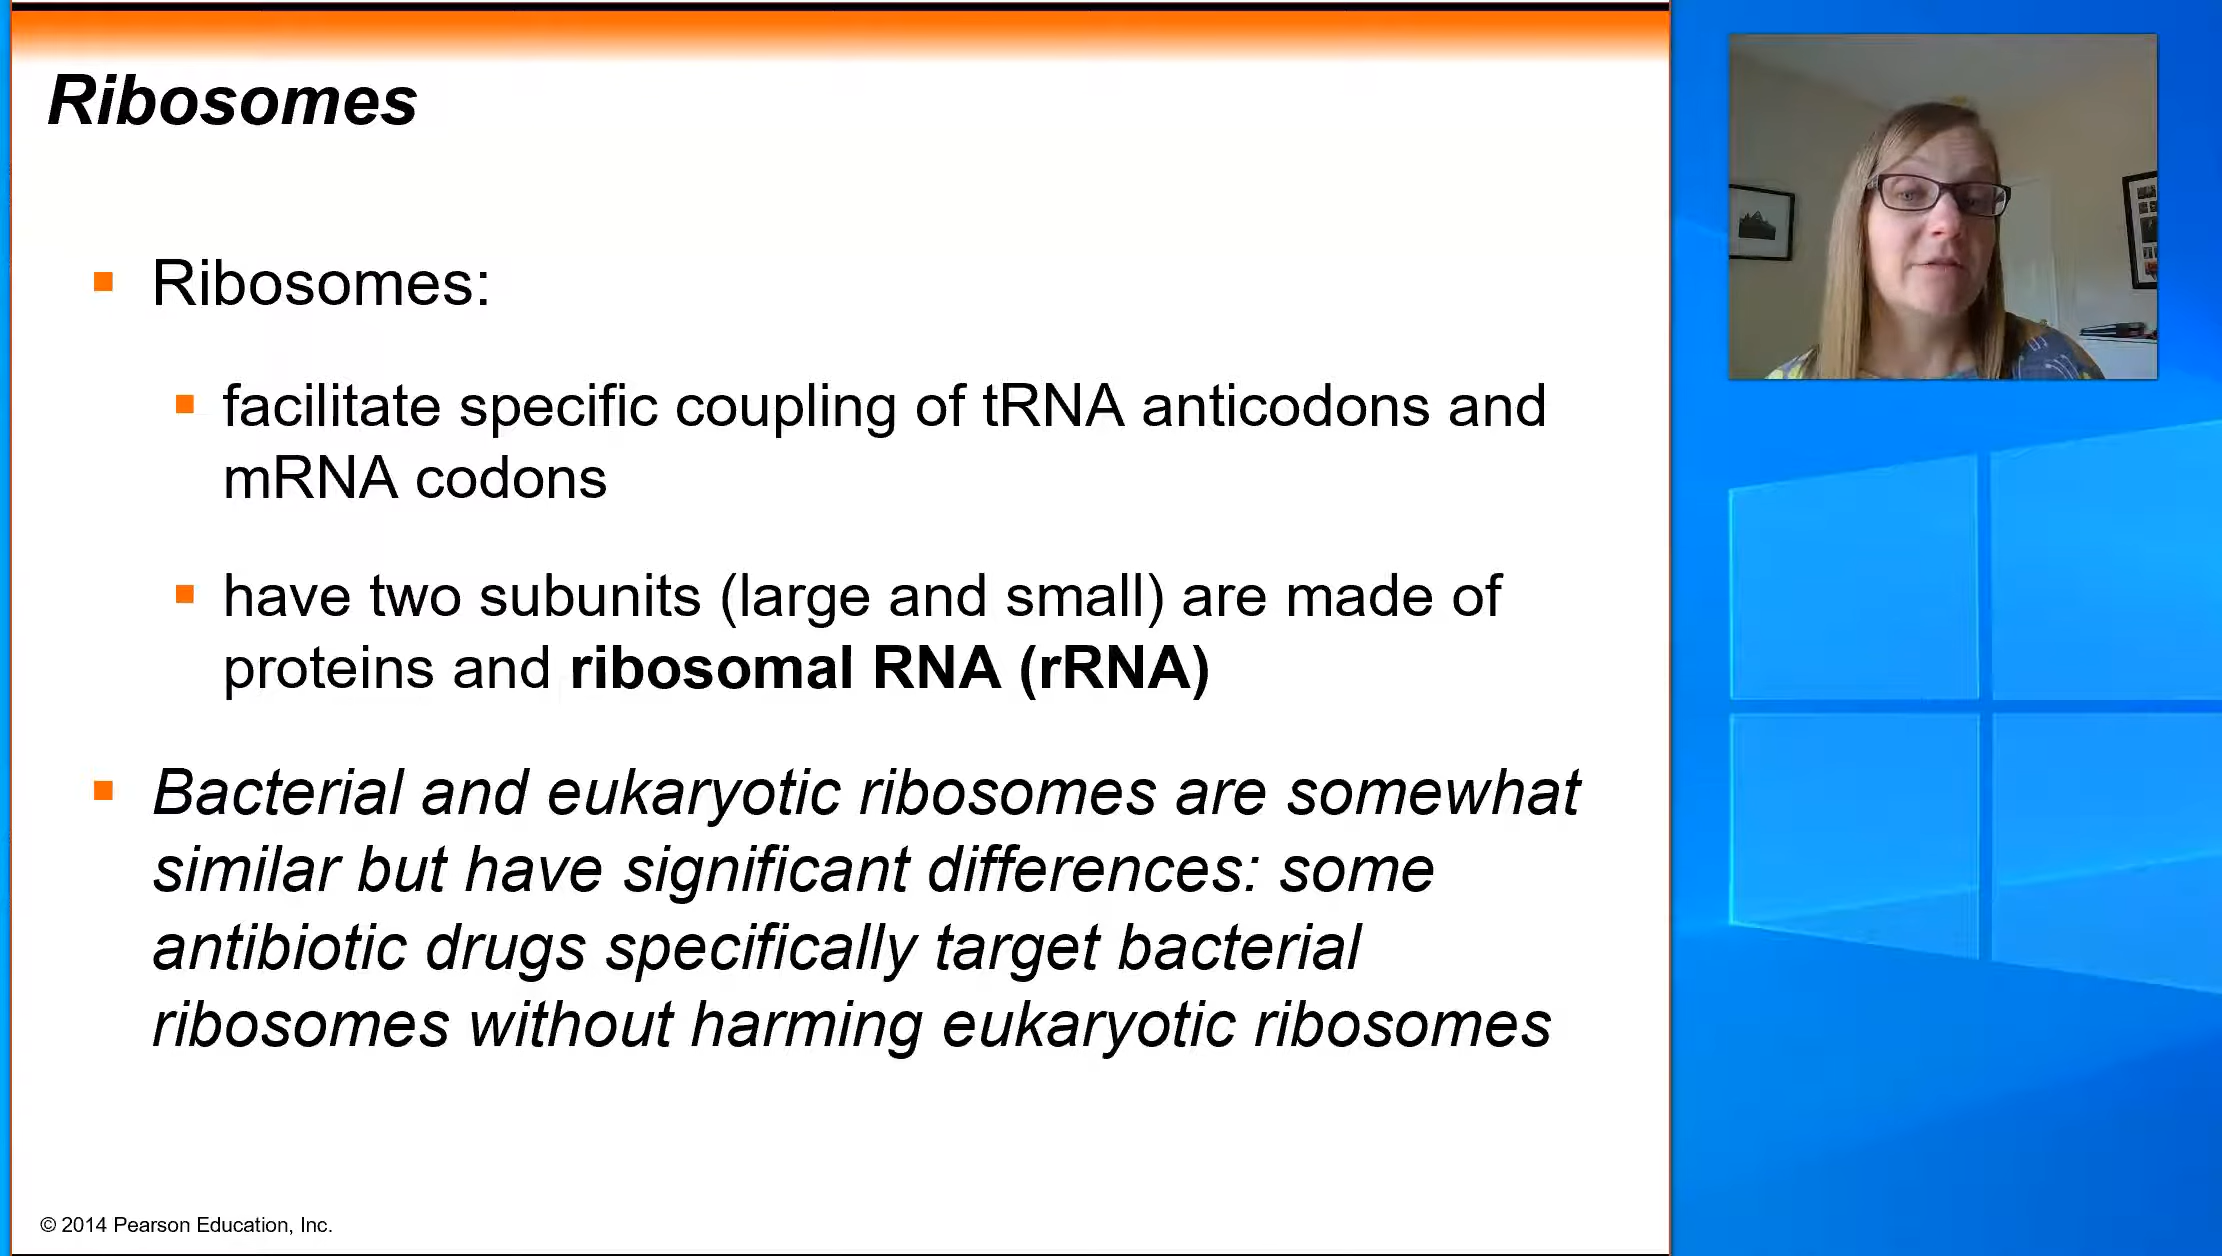 Ribosomes
Ribosomes:
facilitate specific coupling of tRNA anticodons and
mRNA codons
have two subunits (large and small) are made of
proteins and ribosomal RNA (rRNA)
Bacterial and eukaryotic ribosomes are somewhat
similar but have significant differences: some
antibiotic drugs specifically target bacterial
ribosomes without harming eukaryotic ribosomes
© 2014 Pearson Education, Inc.